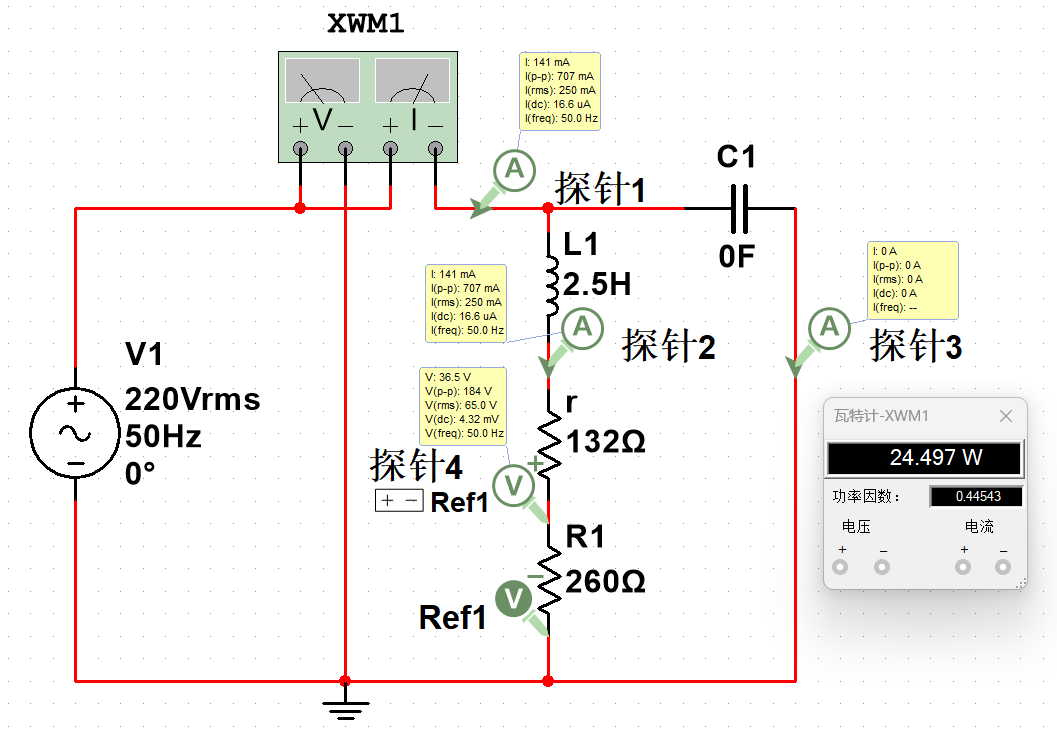 XWM1
V
I
+ − + −
I: 141 mA
I(p-p): 707 mA
I(rms): 250 mA
I(dc): 16.6 uA
I(freq): 50.0 Hz
A
探针1
C1
0F
L1
2.5H
I: 141 mA
I(p-p): 707 mA
I(rms): 250 mA
I(dc): 16.6 uA
I(freq): 50.0 Hz
A
探针2
I: 0 A
I(p-p): 0 A
I(rms): 0 A
I(dc): 0 A
I(freq): --
A
探针3
V1
220Vrms
50Hz
0°
V: 36.5 V
V(p-p): 184 V
V(rms): 65.0 V
V(dc): 4.32 mV
V(freq): 50.0 Hz
r
132Ω
探针4
V
+ − Ref1
R1
260Ω
V
Ref1
瓦特计-XWM1
24.497 W
功率因数： 0.44543
电压 电流
+ − + −